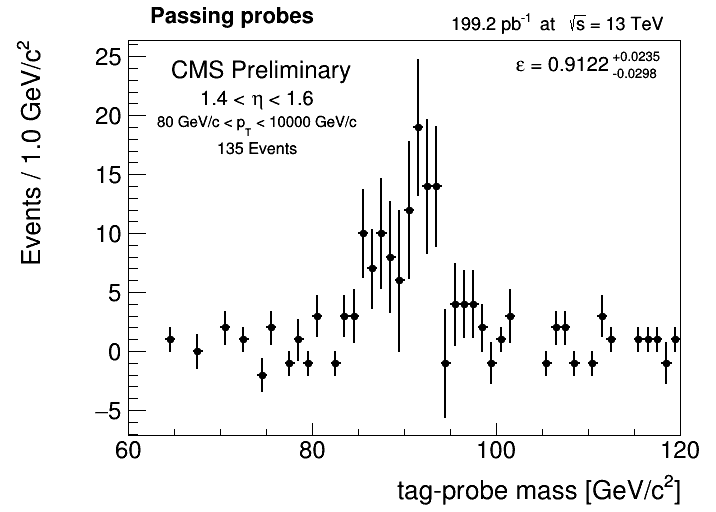 Passing probes
199.2 pb⁻¹ at √s = 13 TeV
CMS Preliminary
1.4 < η < 1.6
80 GeV/c < p_T < 10000 GeV/c
135 Events
ε = 0.9122 +0.0235 -0.0298
Events / 1.0 GeV/c²
25
20
15
10
5
0
−5
60 80 100 120
tag-probe mass [GeV/c²]